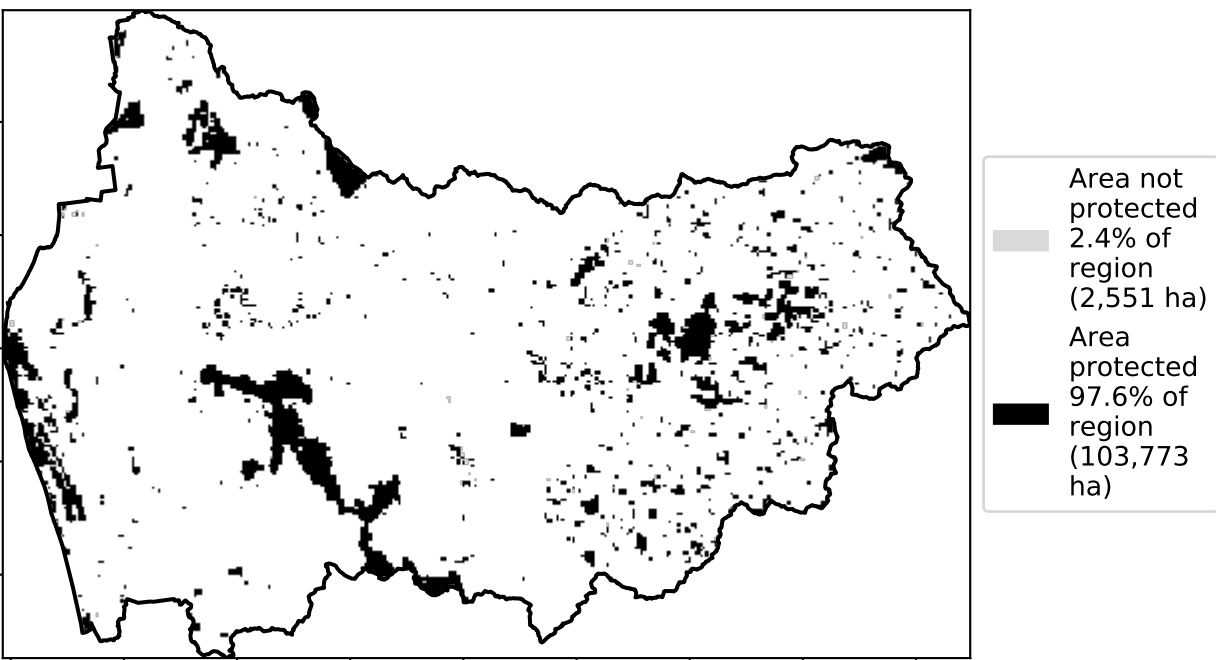 Area not
protected
2.4% of
region
(2,551 ha)
Area
protected
97.6% of
region
(103,773
ha)